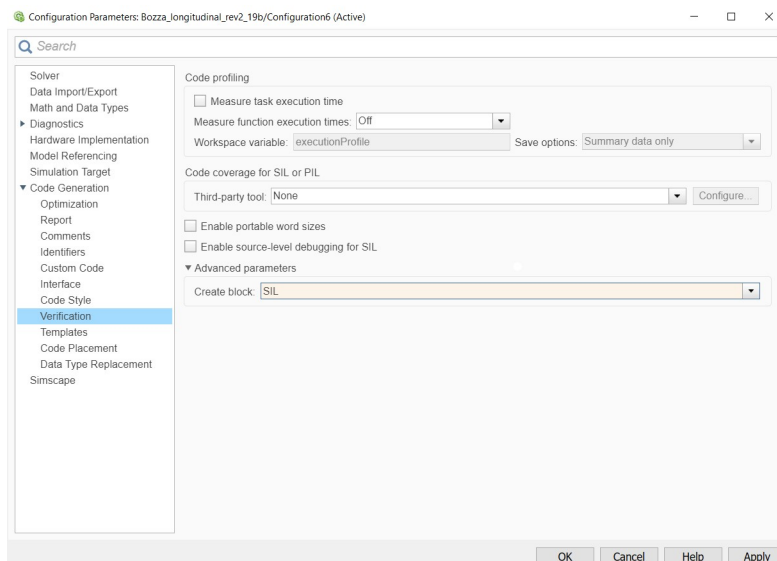 Configuration Parameters: Bozza_longitudinal_rev2_19b/Configuration6 (Active)
Search
Solver
Data Import/Export
Math and Data Types
Diagnostics
Hardware Implementation
Model Referencing
Simulation Target
Code Generation
Optimization
Report
Comments
Identifiers
Custom Code
Interface
Code Style
Verification
Templates
Code Placement
Data Type Replacement
Simscape
Code profiling
Measure task execution time
Measure function execution times: Off
Workspace variable: executionProfile Save options: Summary data only
Code coverage for SIL or PIL
Third-party tool: None Configure...
Enable portable word sizes
Enable source-level debugging for SIL
Advanced parameters
Create block: SIL
OK Cancel Help Apply